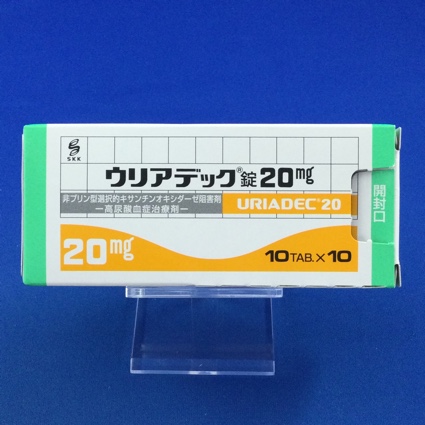 SKK
ウリアデック®錠20mg
非プリン型選択的キサンチンオキシダーゼ阻害剤
―高尿酸血症治療剤―
URIADEC® 20
20mg
10TAB.×10
開封口